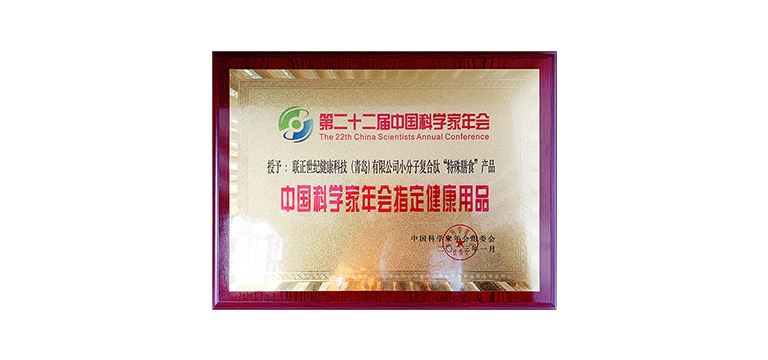 第二十二届中国科学家年会
The 22th China Scientists Annual Conference
授予：联正世纪健康科技（青岛）有限公司小分子复合肽“特殊膳食”产品
中国科学家年会指定健康用品
中国科学家年会组委会
年一月